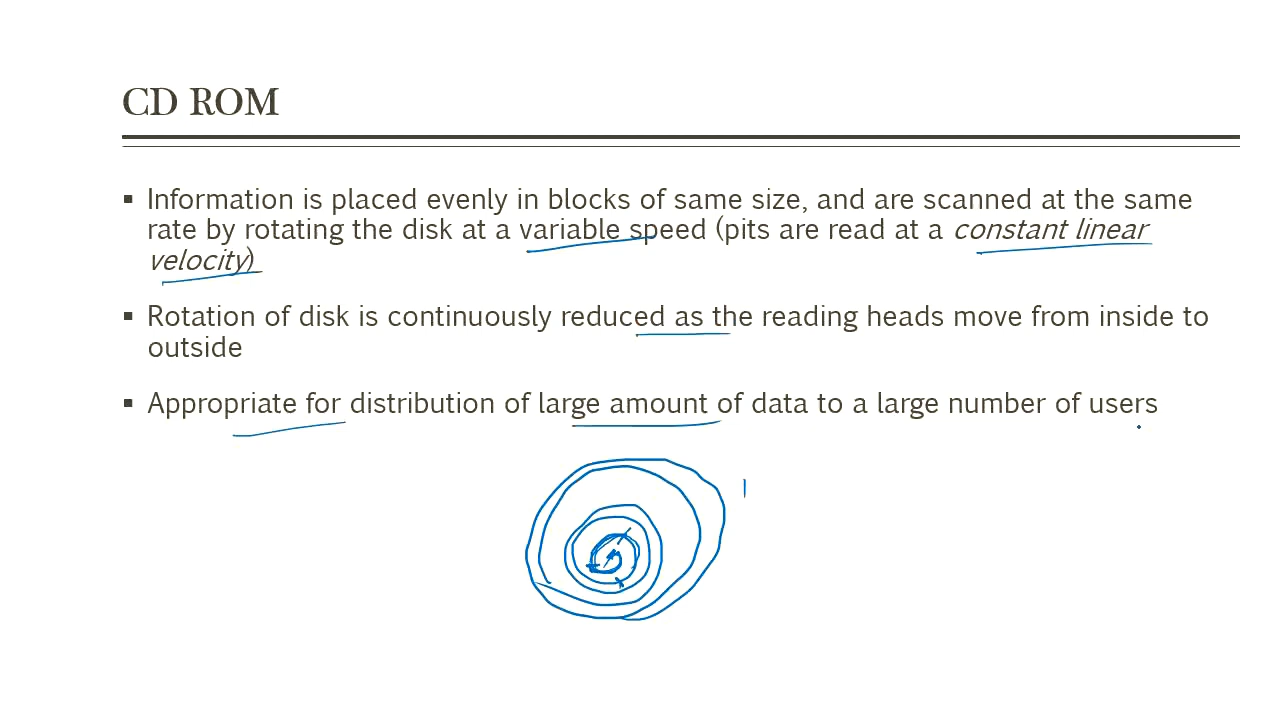 CD ROM
▪ Information is placed evenly in blocks of same size, and are scanned at the same
rate by rotating the disk at a variable speed (pits are read at a constant linear
velocity)
▪ Rotation of disk is continuously reduced as the reading heads move from inside to
outside
▪ Appropriate for distribution of large amount of data to a large number of users